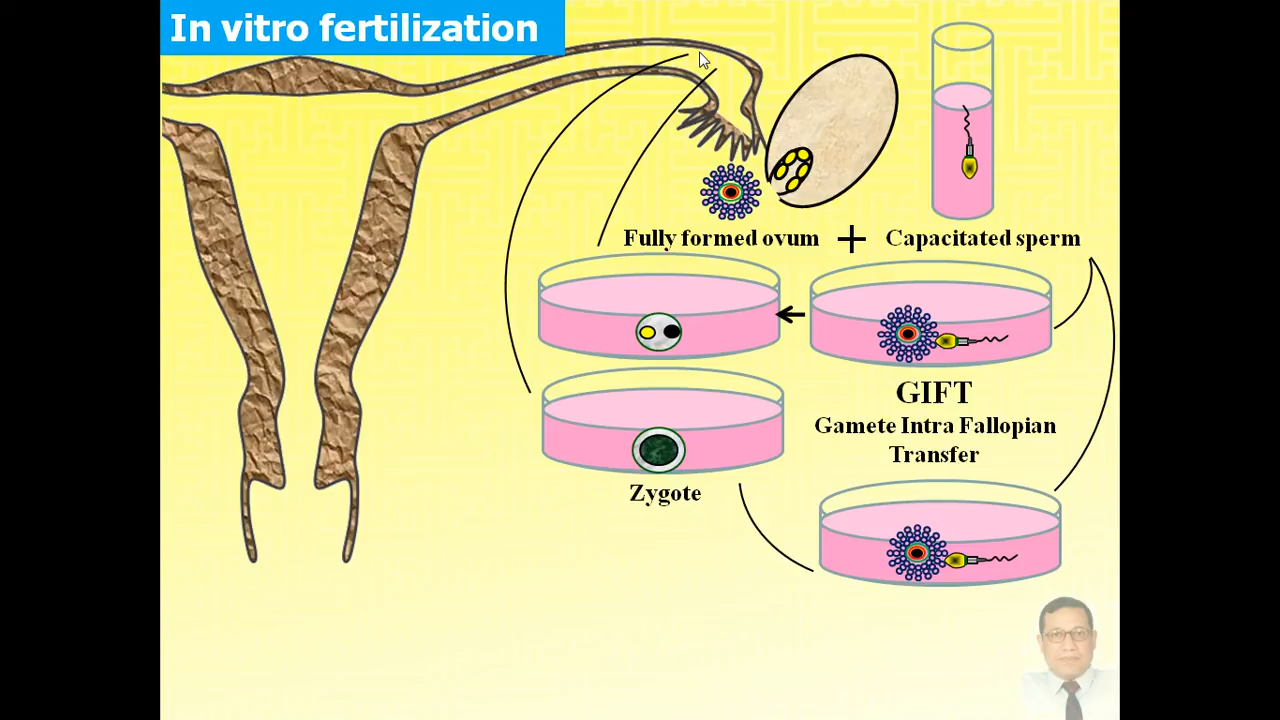 In vitro fertilization
Fully formed ovum + Capacitated sperm
GIFT
Gamete Intra Fallopian
Transfer
Zygote